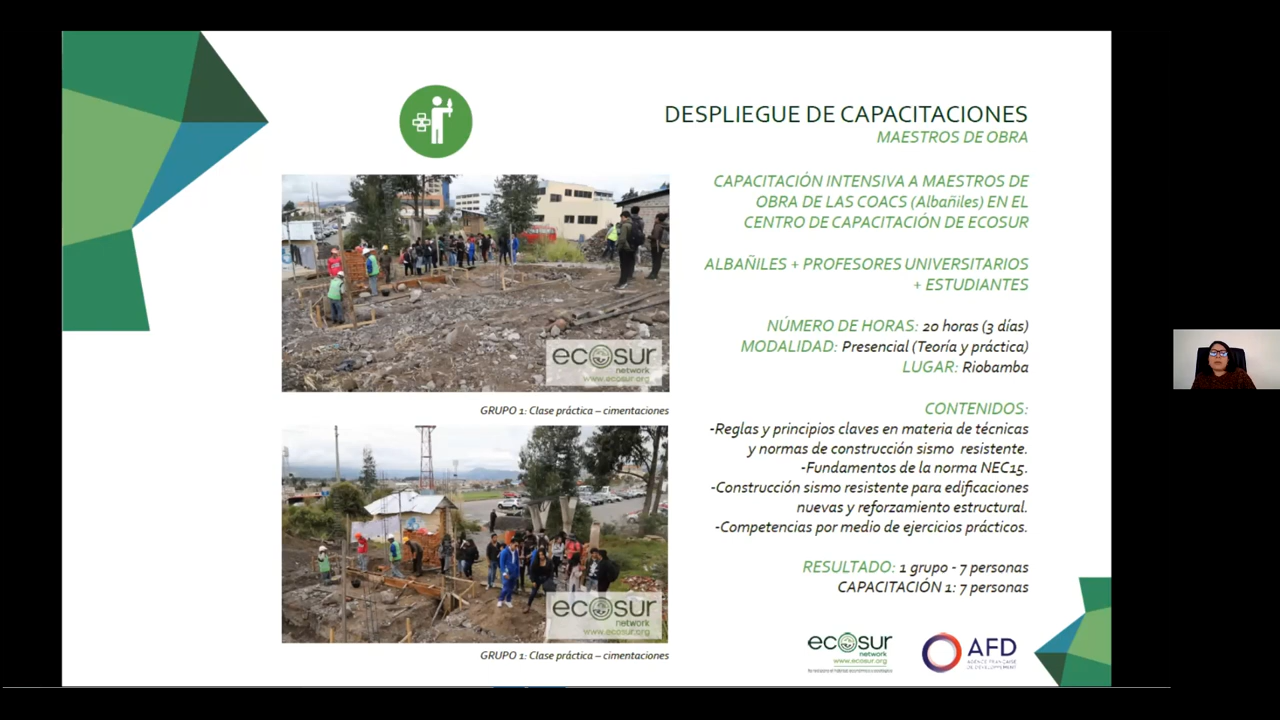 DESPLIEGUE DE CAPACITACIONES
MAESTROS DE OBRA
CAPACITACIÓN INTENSIVA A MAESTROS DE
OBRA DE LAS COACS (Albañiles) EN EL
CENTRO DE CAPACITACIÓN DE ECOSUR
ALBAÑILES + PROFESORES UNIVERSITARIOS
+ ESTUDIANTES
NÚMERO DE HORAS: 20 horas (3 días)
MODALIDAD: Presencial (Teoría y práctica)
LUGAR: Riobamba
CONTENIDOS:
-Reglas y principios claves en materia de técnicas
y normas de construcción sismo resistente.
-Fundamentos de la norma NEC15.
-Construcción sismo resistente para edificaciones
nuevas y reforzamiento estructural.
-Competencias por medio de ejercicios prácticos.
RESULTADO: 1 grupo - 7 personas
CAPACITACIÓN 1: 7 personas
ecosur
network
www.ecosur.org
GRUPO 1: Clase práctica – cimentaciones
ecosur
network
www.ecosur.org
GRUPO 1: Clase práctica – cimentaciones
ecosur
network
www.ecosur.org
AFD
AGENCE FRANÇAISE
DE DÉVELOPPEMENT